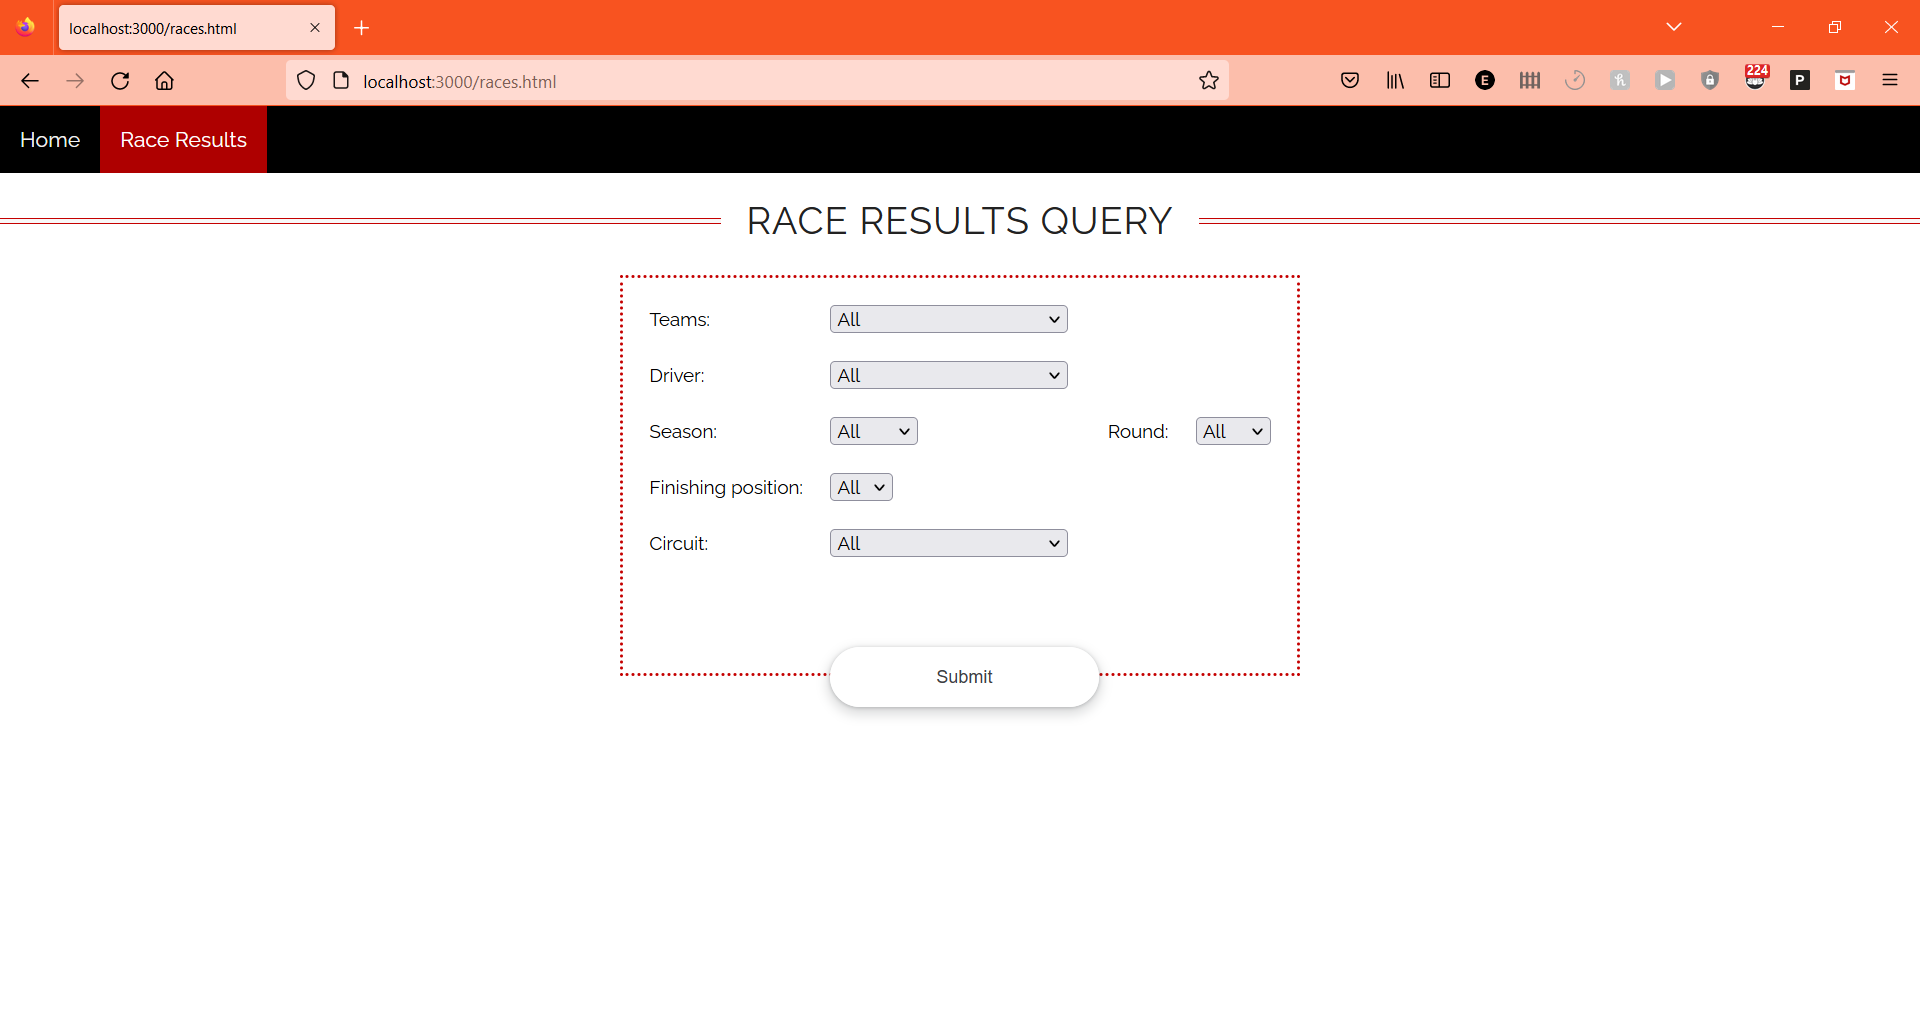 localhost:3000/races.html
localhost:3000/races.html
E
224
P
Home Race Results
RACE RESULTS QUERY
Teams: All
Driver: All
Season: All Round: All
Finishing position: All
Circuit: All
Submit